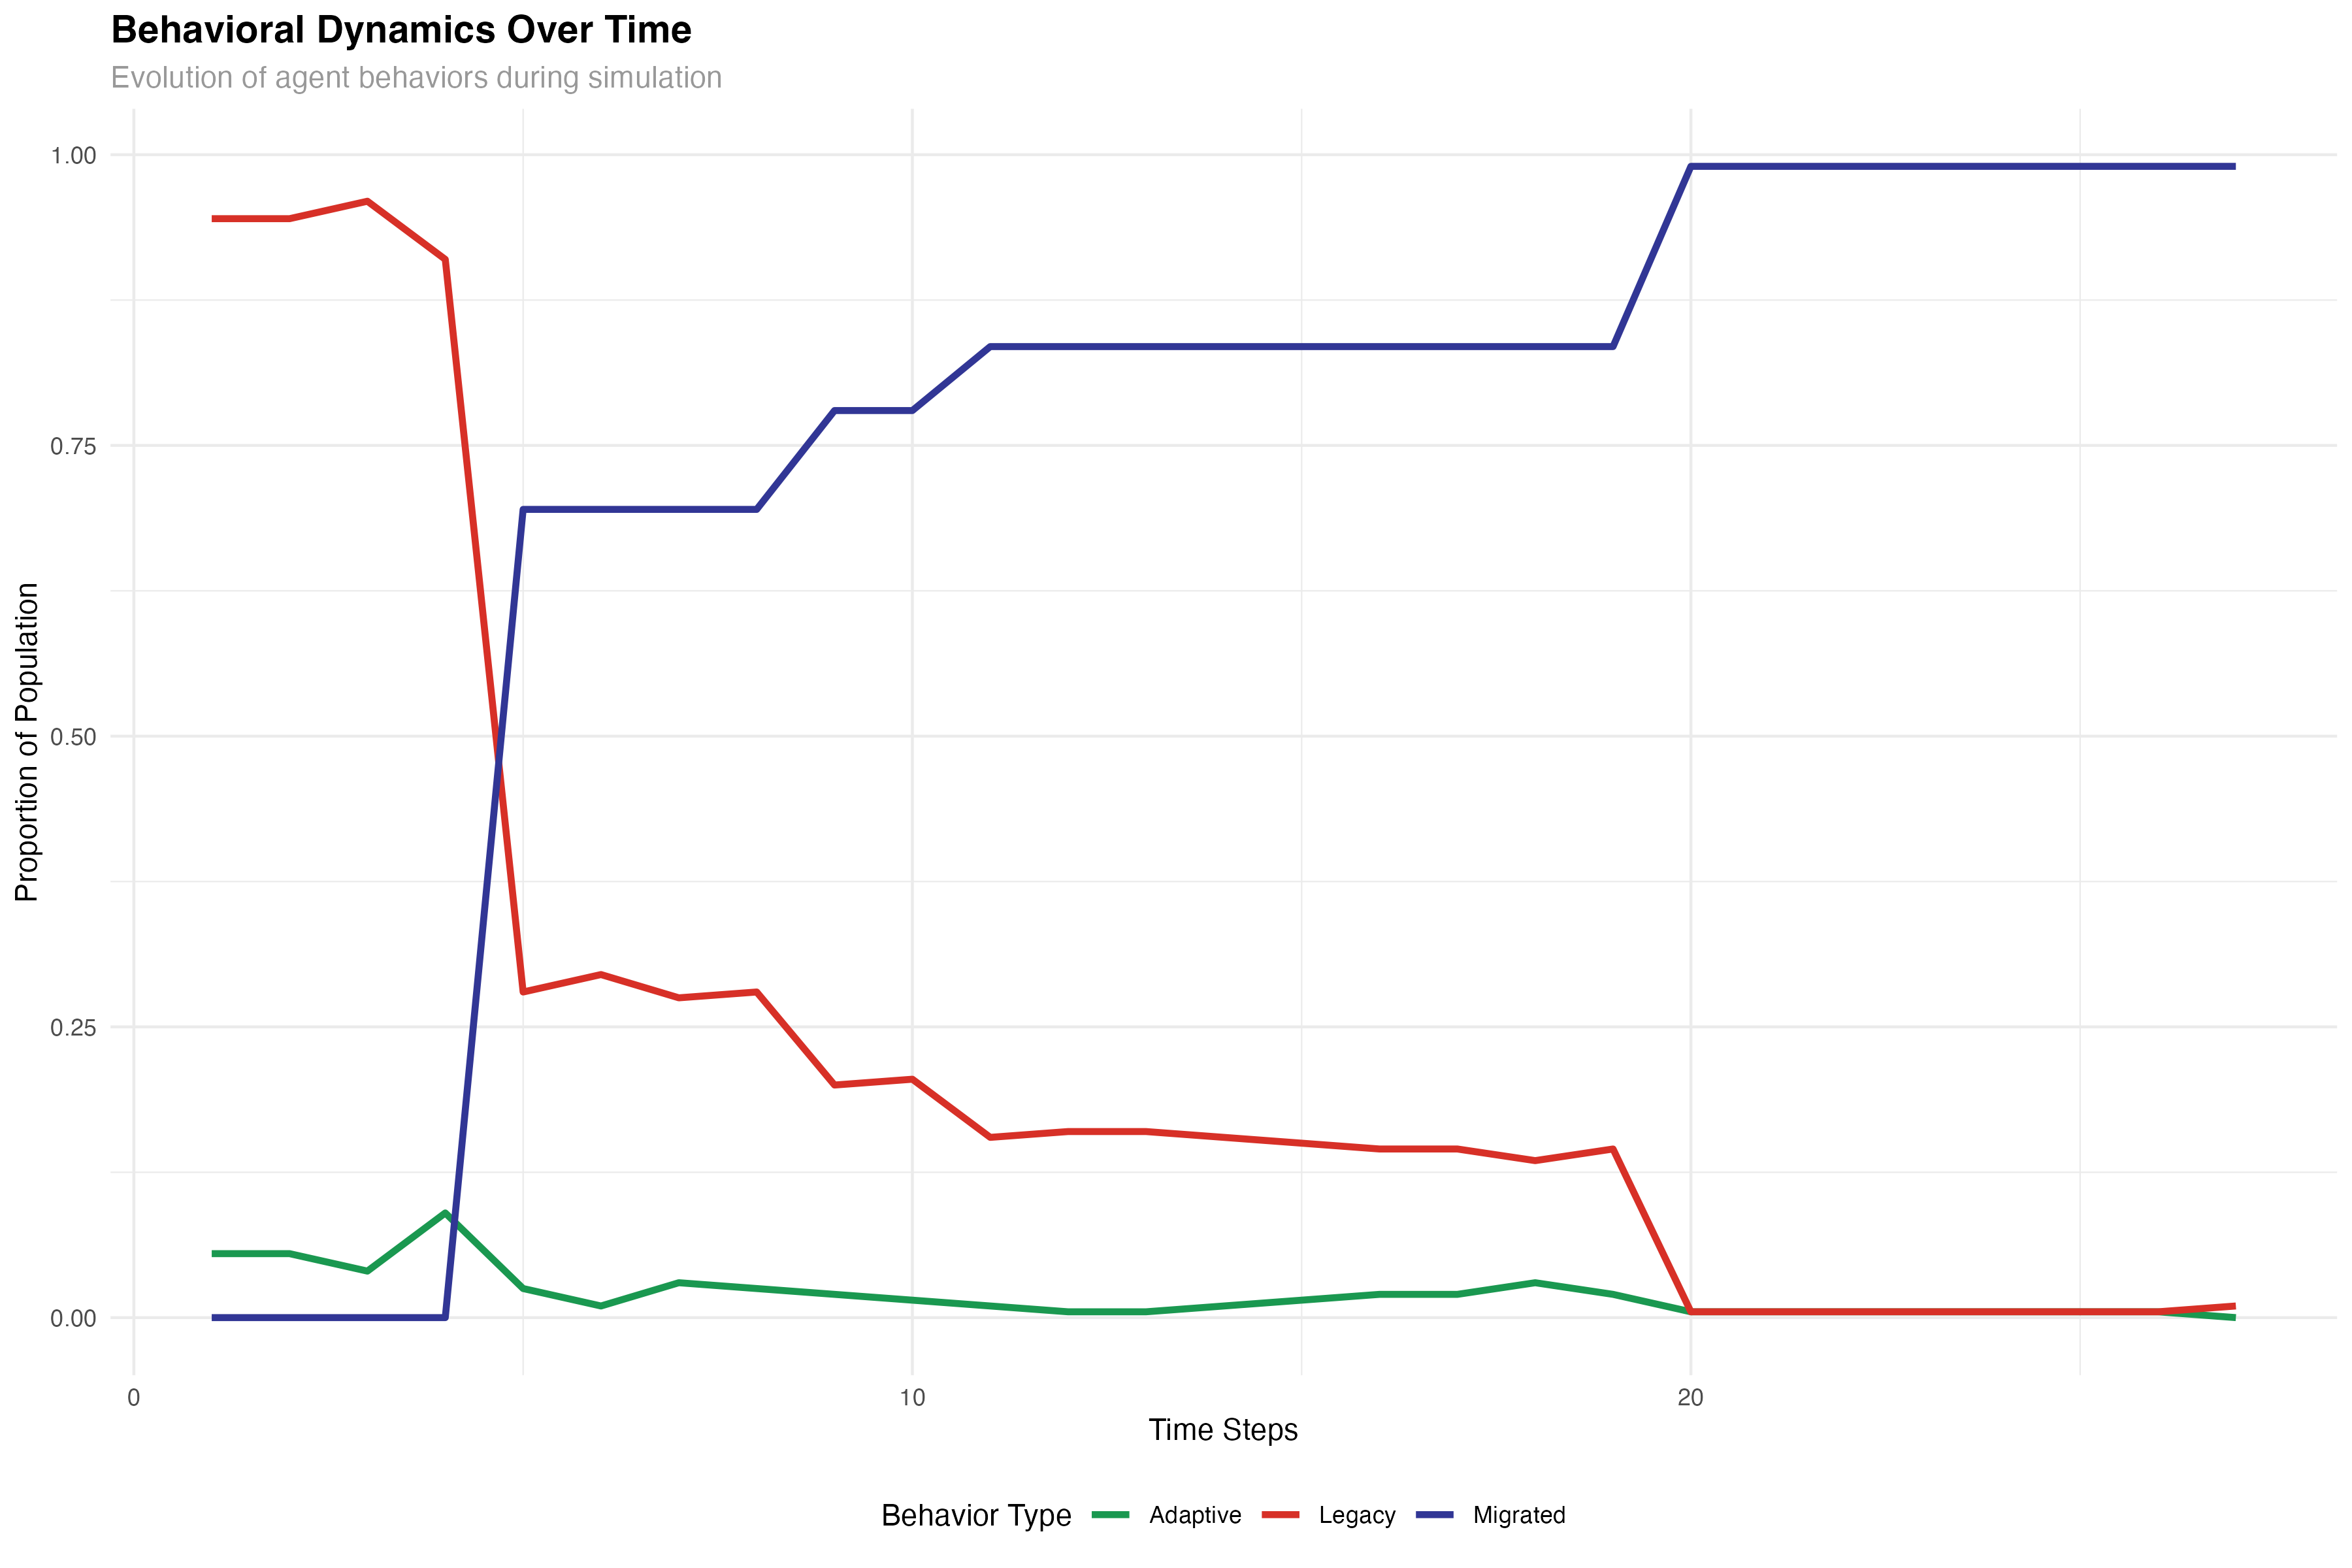 Behavioral Dynamics Over Time
Evolution of agent behaviors during simulation
1.00
0.75
0.50
0.25
0.00
Proportion of Population
0 10 20
Time Steps
Behavior Type Adaptive Legacy Migrated